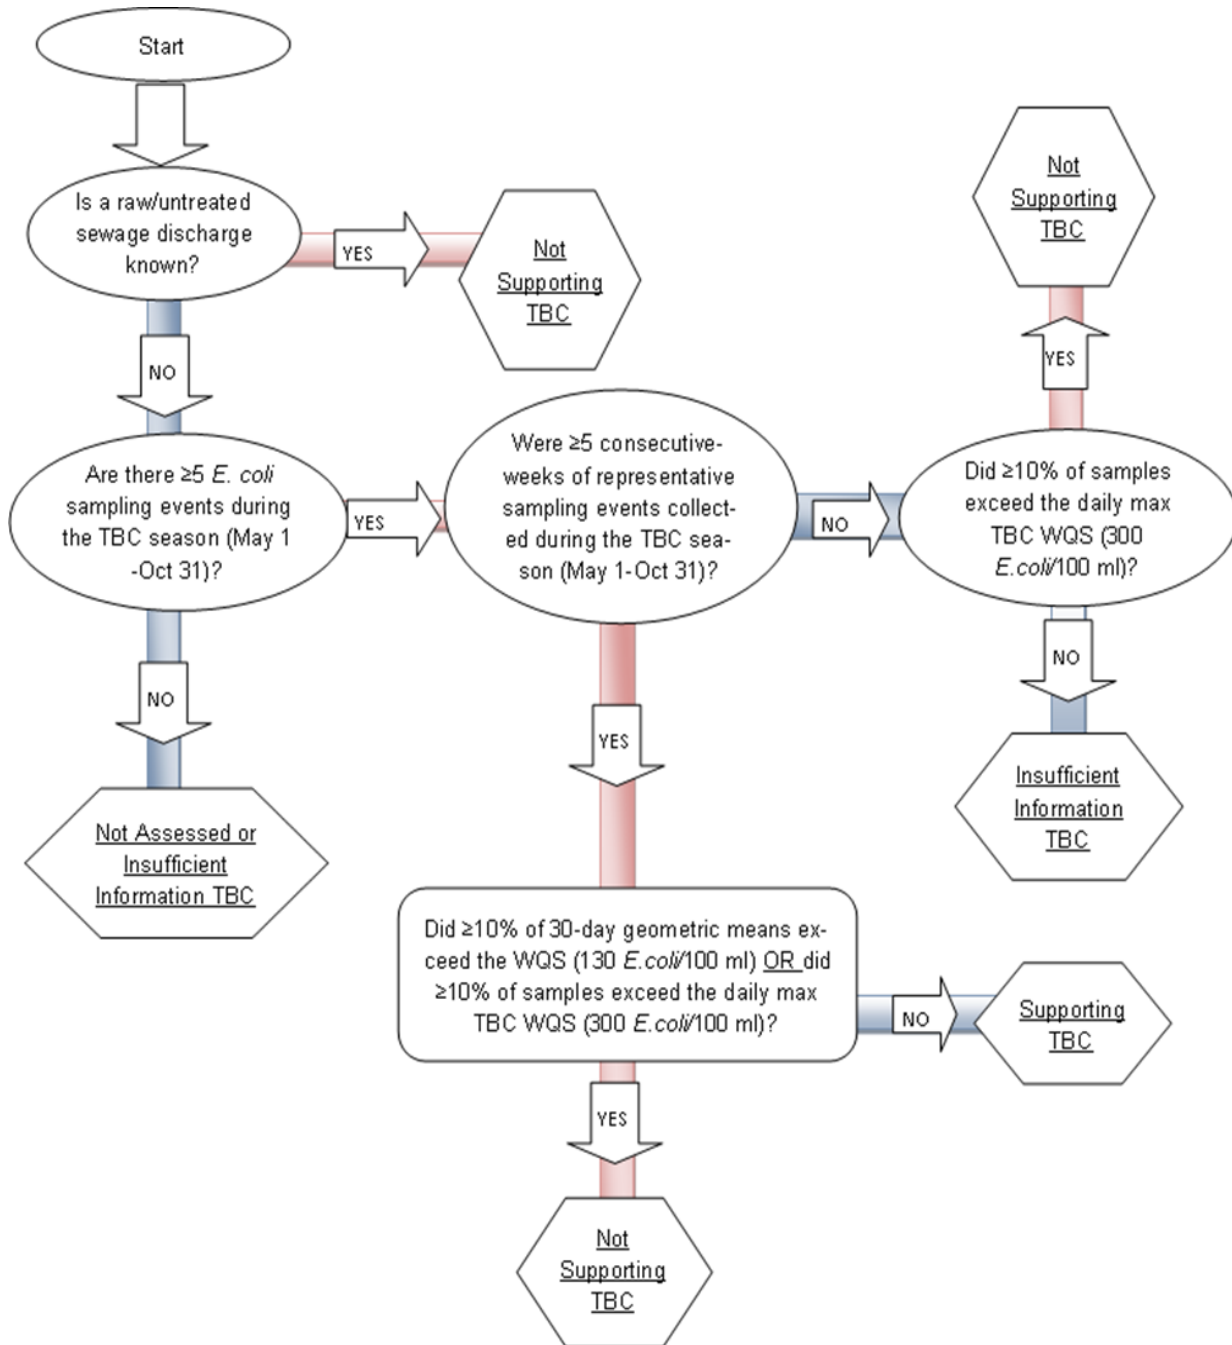 Start
Is a raw/untreated
sewage discharge
known?
YES
Not
Supporting
TBC
NO
Are there ≥5 E. coli
sampling events during
the TBC season (May 1
-Oct 31)?
YES
Were ≥5 consecutive-
weeks of representative
sampling events collect-
ed during the TBC sea-
son (May 1-Oct 31)?
NO
Did ≥10% of samples
exceed the daily max
TBC WQS (300
E.coli/100 ml)?
YES
Not
Supporting
TBC
NO
Insufficient
Information
TBC
NO
Not Assessed or
Insufficient
Information TBC
YES
Did ≥10% of 30-day geometric means ex-
ceed the WQS (130 E.coli/100 ml) OR did
≥10% of samples exceed the daily max
TBC WQS (300 E.coli/100 ml)?
NO
Supporting
TBC
YES
Not
Supporting
TBC